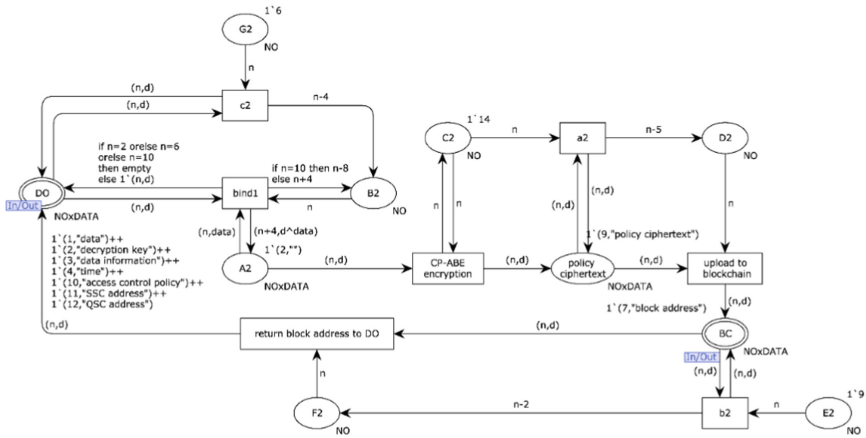 1`6
G2
NO
n
(n,d)
c2
n-4
(n,d)
1`14
C2
n
a2
n-5
D2
NO
NO
if n=2 orelse n=6
orelse n=10
then empty
else 1`(n,d)
if n=10 then n-8
else n+4
DO
bind1
B2
In/Out
NOxDATA
(n,d)
n
NO
n
n
(n,d)
(n,d)
n
(n,data)
(n+4,d^data)
1`(9,"policy ciphertext")
1`(1,"data")++
1`(2,"decryption key")++
1`(3,"data information")++
1`(4,"time")++
1`(10,"access control policy")++
1`(11,"SSC address")++
1`(12,"QSC address")
A2
1`(2,"")
NOxDATA
(n,d)
CP-ABE
encryption
(n,d)
policy
ciphertext
NOxDATA
(n,d)
upload to
blockchain
1`(7,"block address")
(n,d)
(n,d)
return block address to DO
(n,d)
BC
NOxDATA
In/Out
(n,d)
(n,d)
n
F2
NO
n-2
b2
n
E2
1`9
NO